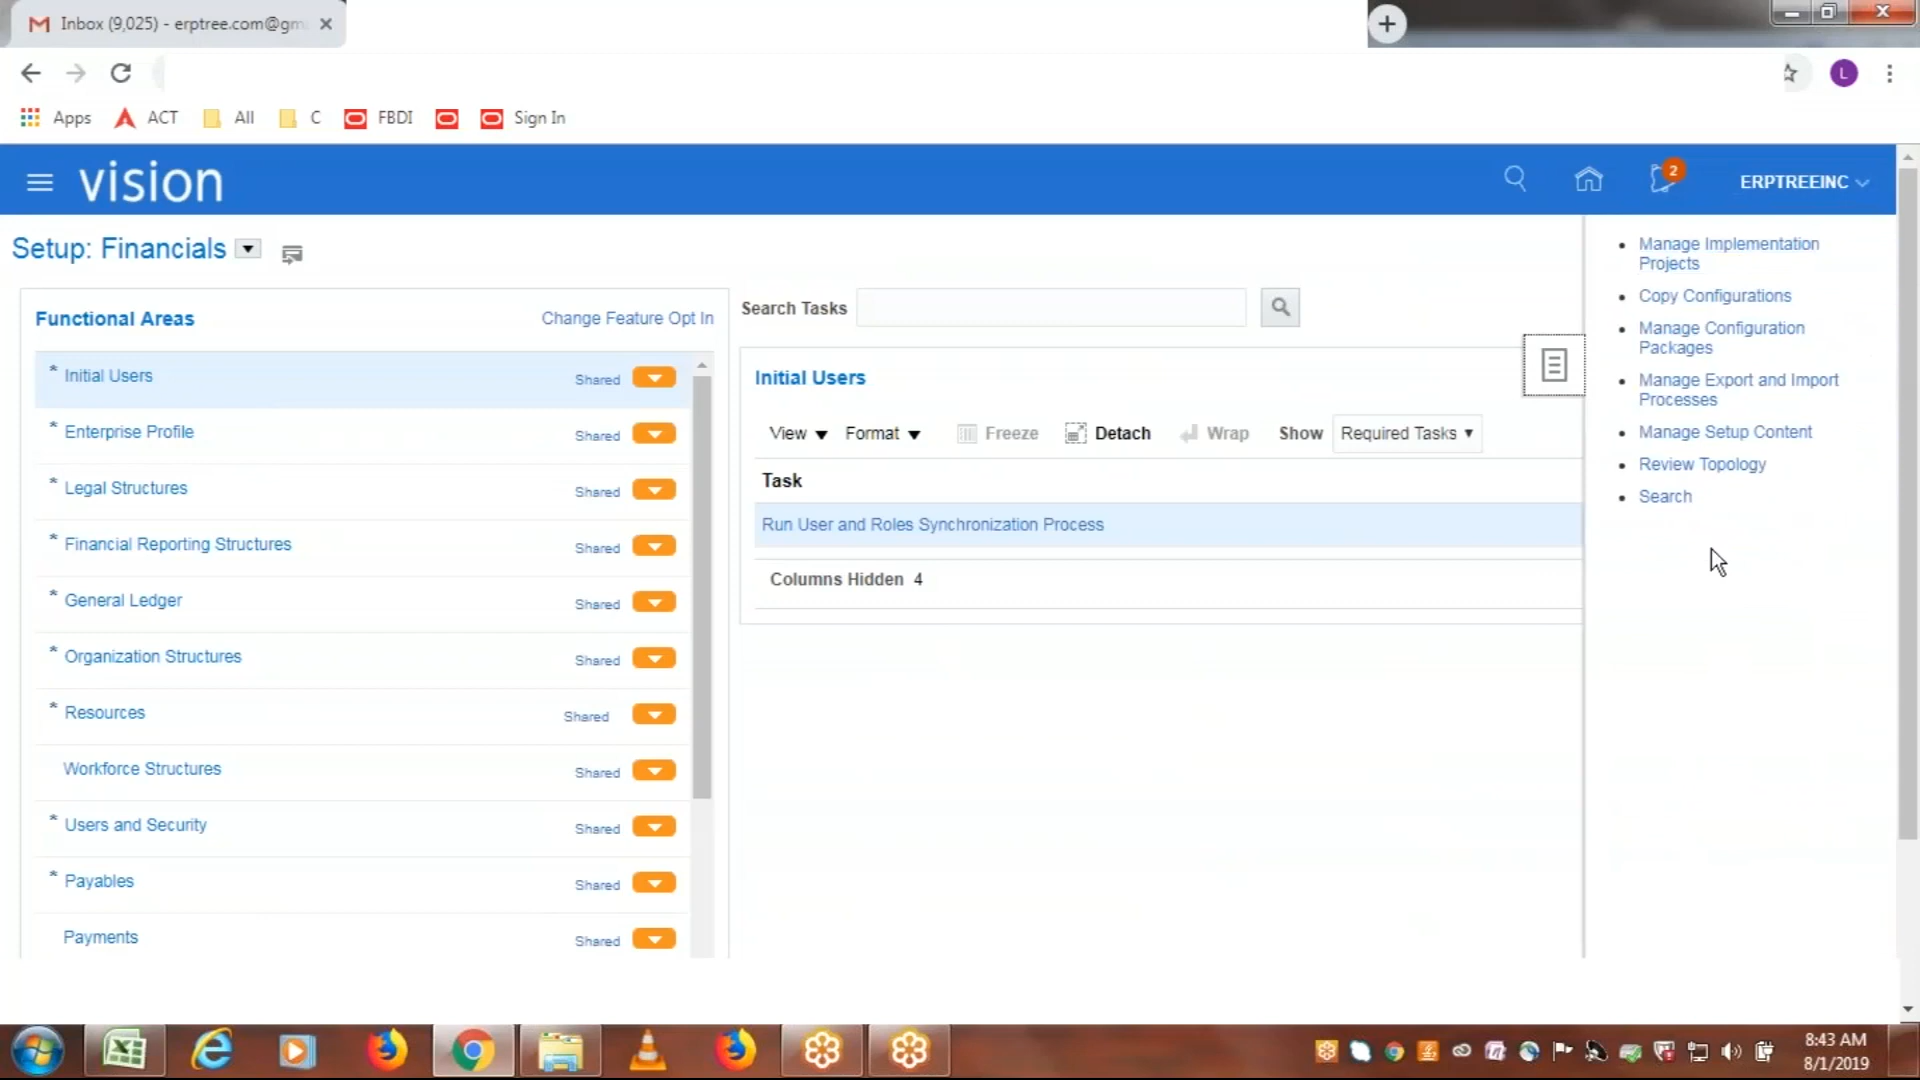 Inbox (9,025) - erptree.com@gm
L
Apps
ACT
All
C
FBDI
Sign In
vision
2
ERPTREEINC
Setup: Financials
Functional Areas
Change Feature Opt In
* Initial Users Shared
* Enterprise Profile Shared
* Legal Structures Shared
* Financial Reporting Structures Shared
* General Ledger Shared
* Organization Structures Shared
* Resources Shared
Workforce Structures Shared
* Users and Security Shared
* Payables Shared
Payments Shared
Search Tasks
Initial Users
View Format Freeze Detach Wrap Show Required Tasks
Task
Run User and Roles Synchronization Process
Columns Hidden 4
Manage Implementation
Projects
Copy Configurations
Manage Configuration
Packages
Manage Export and Import
Processes
Manage Setup Content
Review Topology
Search
8:43 AM
8/1/2019